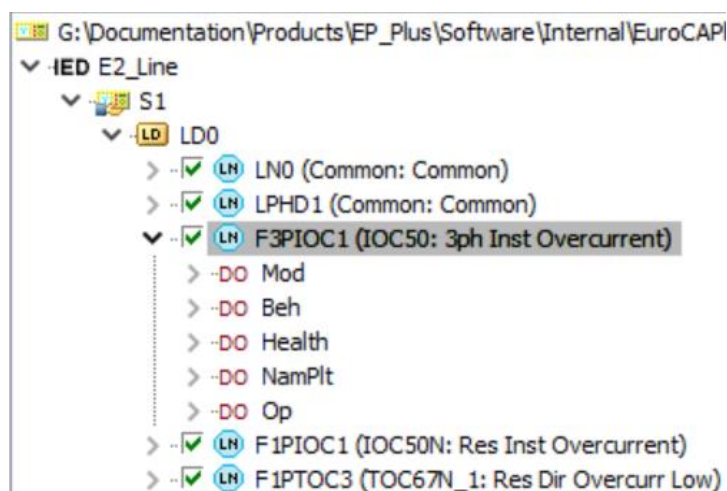 G:\Documentation\Products\EP_Plus\Software\Internal\EuroCAP
IED E2_Line
S1
LD LD0
LN LN0 (Common: Common)
LN LPHD1 (Common: Common)
LN F3PIOC1 (IOC50: 3ph Inst Overcurrent)
DO Mod
DO Beh
DO Health
DO NamPlt
DO Op
LN F1PIOC1 (IOC50N: Res Inst Overcurrent)
LN F1PTOC3 (TOC67N_1: Res Dir Overcurr Low)